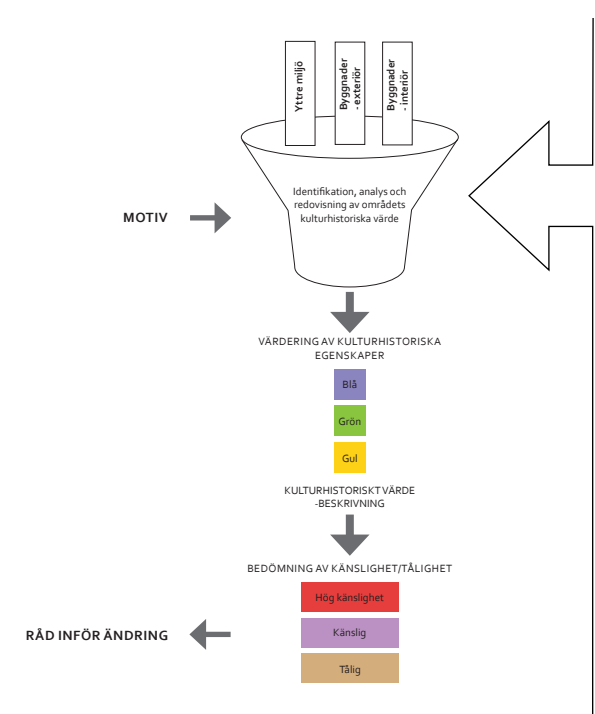 Yttre miljö
Byggnader
- exteriör
Byggnader
- interiör
Identifikation, analys och
redovisning av områdets
kulturhistoriska värde
MOTIV
VÄRDERING AV KULTURHISTORISKA
EGENSKAPER
Blå
Grön
Gul
KULTURHISTORISKT VÄRDE
-BESKRIVNING
BEDÖMNING AV KÄNSLIGHET/TÅLIGHET
Hög känslighet
Känslig
Tålig
RÅD INFÖR ÄNDRING